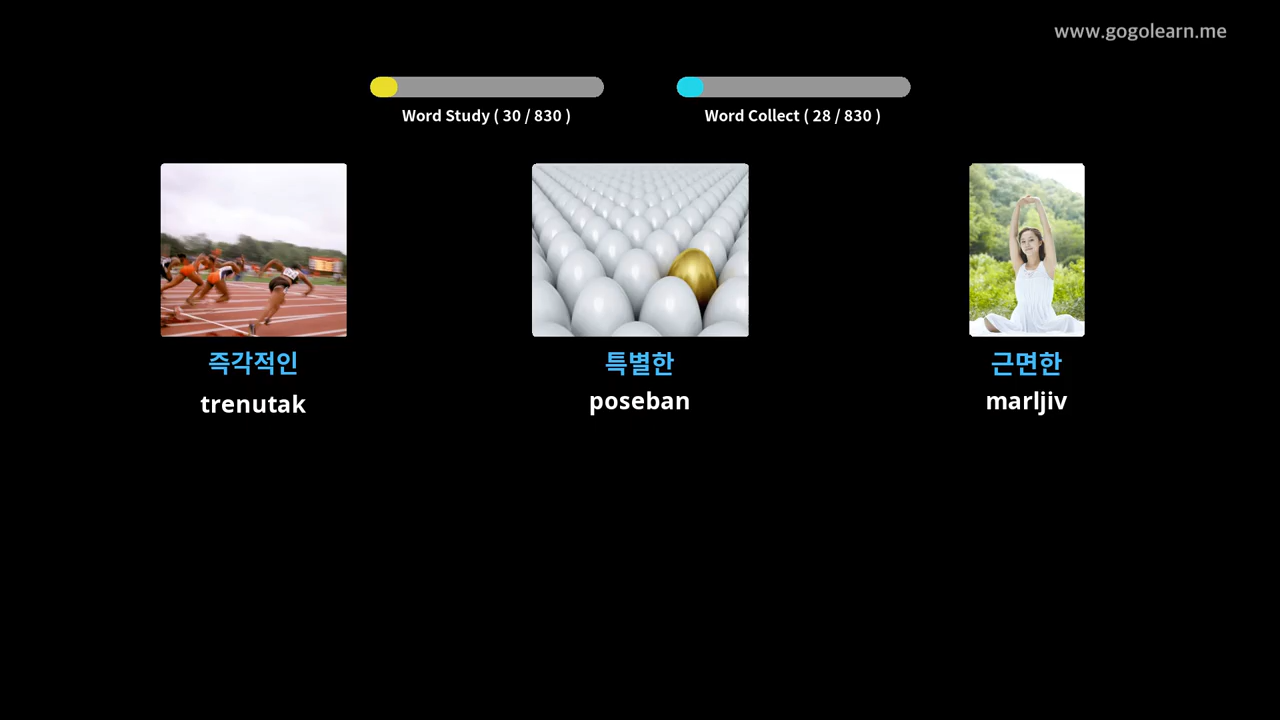 www.gogolearn.me
Word Study ( 30 / 830 )
Word Collect ( 28 / 830 )
즉각적인
특별한
근면한
trenutak
poseban
marljiv